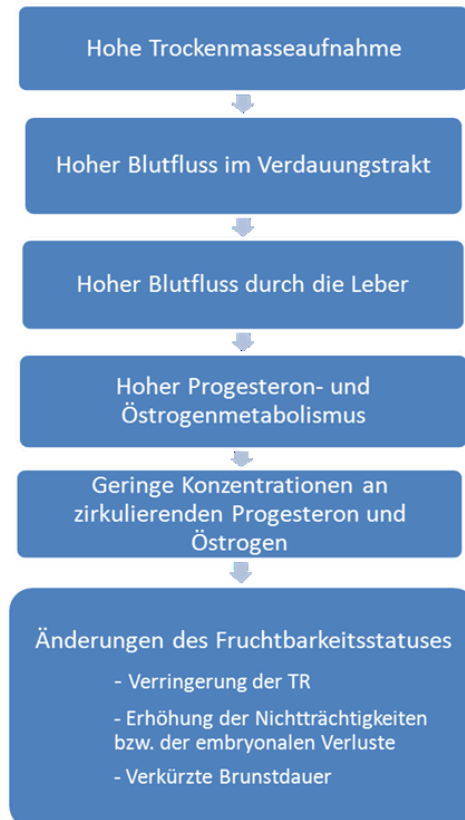 Hohe Trockenmasseaufnahme
Hoher Blutfluss im Verdauungstrakt
Hoher Blutfluss durch die Leber
Hoher Progesteron- und
Östrogenmetabolismus
Geringe Konzentrationen an
zirkulierenden Progesteron und
Östrogen
Änderungen des Fruchtbarkeitsstatuses
- Verringerung der TR
- Erhöhung der Nichtträchtigkeiten
bzw. der embryonalen Verluste
- Verkürzte Brunstdauer